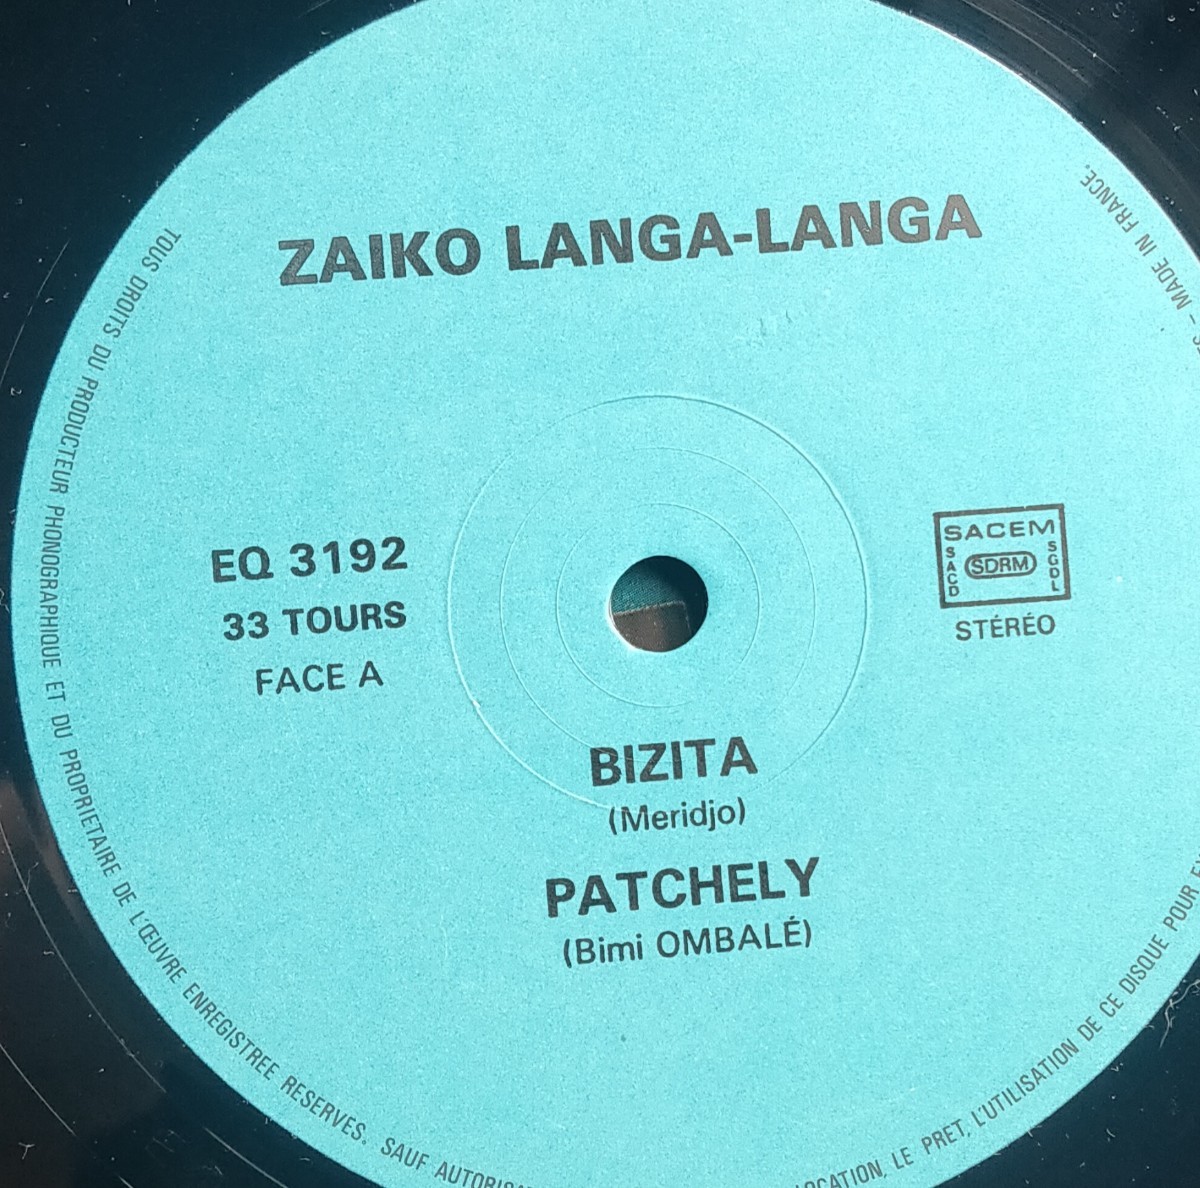 ZAIKO LANGA-LANGA
EQ 3192
33 TOURS
FACE A
SACEM
SACD
SDRM
SGDL
STÉRÉO
BIZITA
(Meridjo)
PATCHELY
(Bimi OMBALÉ)
TOUS DROITS DU PRODUCTEUR PHONOGRAPHIQUE ET DU PROPRIETAIRE DE L'ŒUVRE ENREGISTREE RESERVES. SAUF
LE PRET, L'UTILISATION DE CE DISQUE POUR
– MADE IN FRANCE.